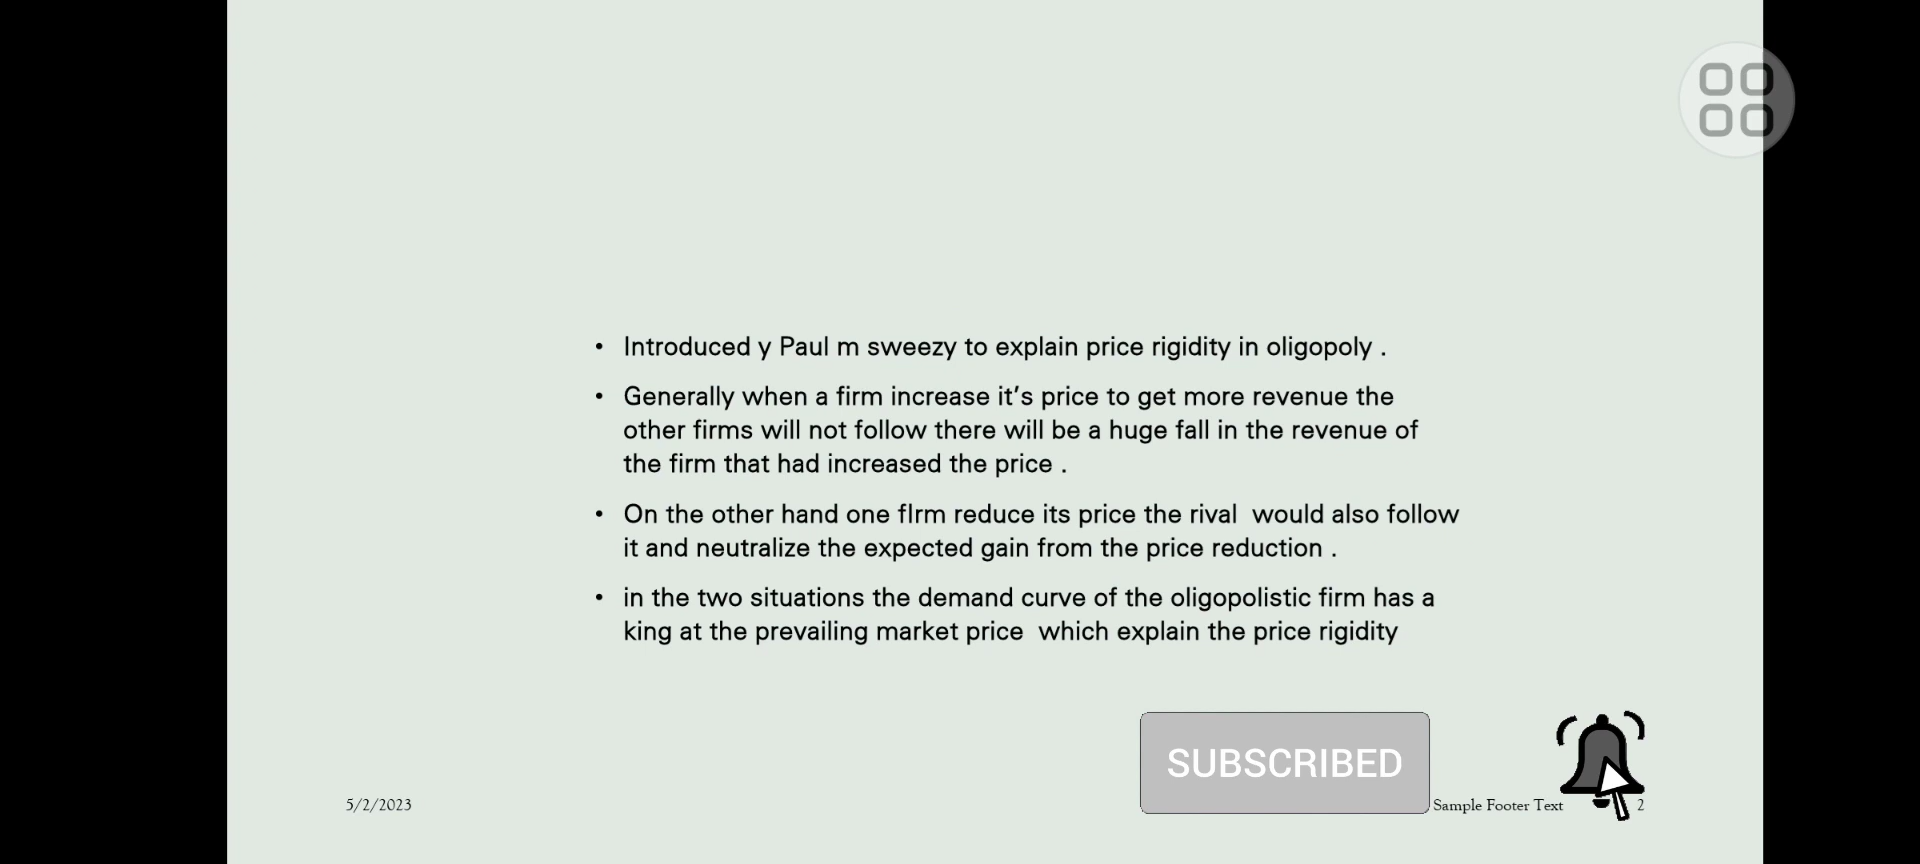 • Introduced y Paul m sweezy to explain price rigidity in oligopoly .
• Generally when a firm increase it’s price to get more revenue the
other firms will not follow there will be a huge fall in the revenue of
the firm that had increased the price .
• On the other hand one fIrm reduce its price the rival  would also follow
it and neutralize the expected gain from the price reduction .
• in the two situations the demand curve of the oligopolistic firm has a
king at the prevailing market price  which explain the price rigidity
SUBSCRIBED
5/2/2023
Sample Footer Text
2